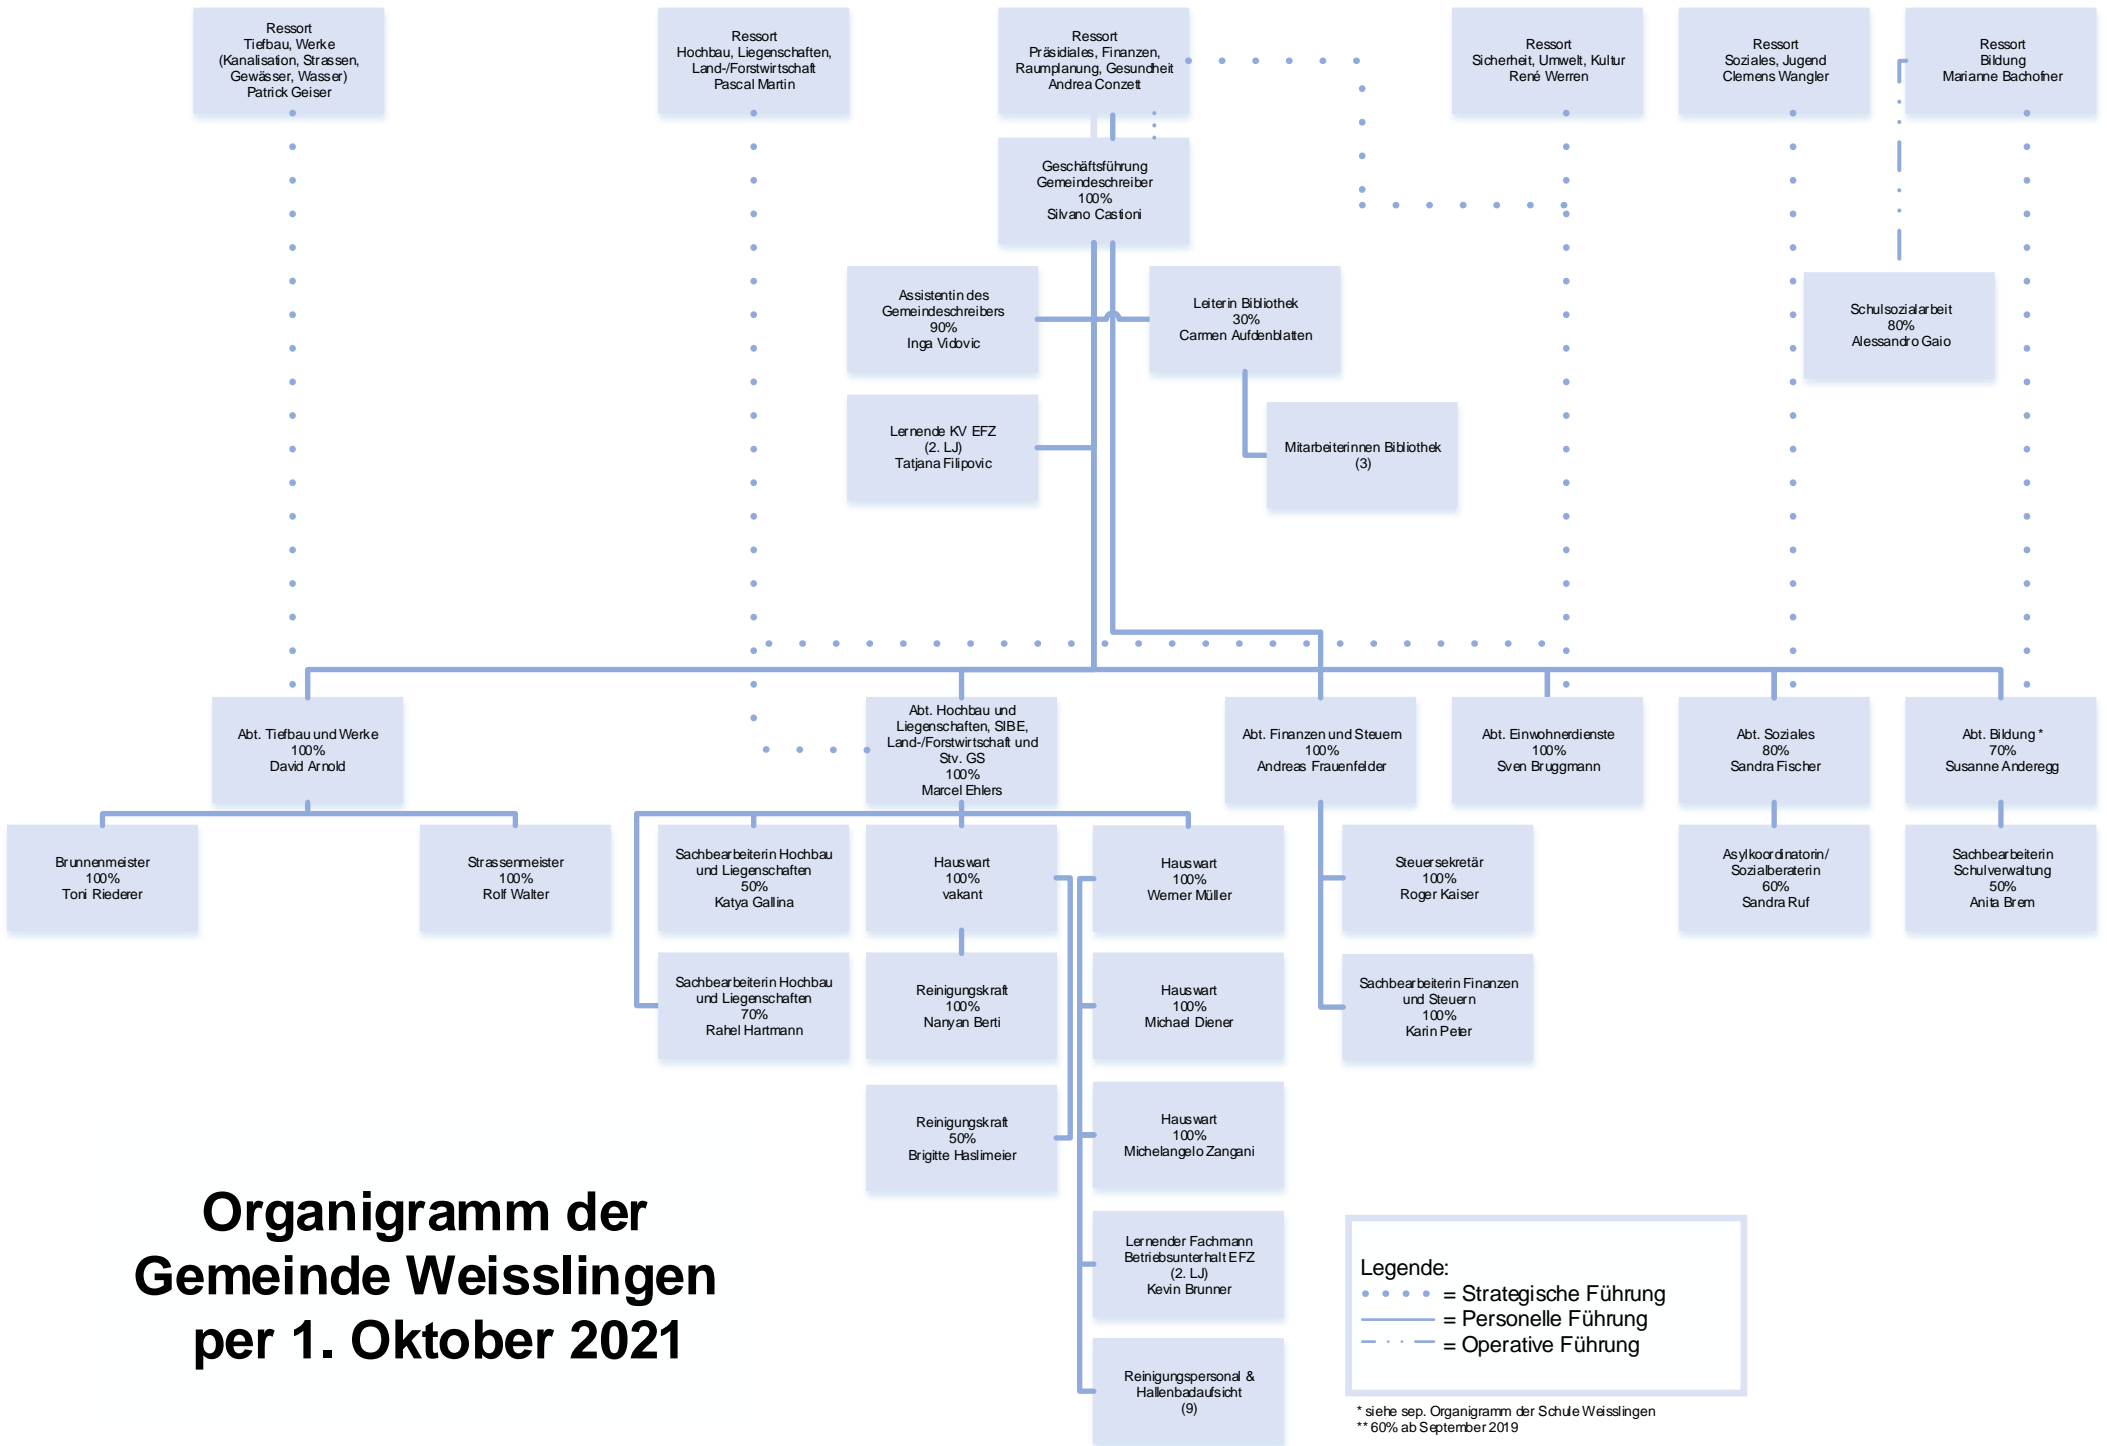 Ressort
Tiefbau, Werke
(Kanalisation, Strassen,
Gewässer, Wasser)
Patrick Geiser
Ressort
Hochbau, Liegenschaften,
Land-/Forstwirtschaft
Pascal Martin
Ressort
Präsidiales, Finanzen,
Raumplanung, Gesundheit
Andrea Conzett
Ressort
Sicherheit, Umwelt, Kultur
René Werren
Ressort
Soziales, Jugend
Clemens Wangler
Ressort
Bildung
Marianne Bachofner
Geschäftsführung
Gemeindeschreiber
100%
Silvano Castioni
Assistentin des
Gemeindeschreibers
90%
Inga Vidovic
Leiterin Bibliothek
30%
Carmen Aufdenblatten
Schulsozialarbeit
80%
Alessandro Gaio
Lernende KV EFZ
(2. LJ)
Tatjana Filipovic
Mitarbeiterinnen Bibliothek
(3)
Abt. Tiefbau und Werke
100%
David Arnold
Abt. Hochbau und
Liegenschaften, SIBE,
Land-/Forstwirtschaft und
Stv. GS
100%
Marcel Ehlers
Abt. Finanzen und Steuern
100%
Andreas Frauenfelder
Abt. Einwohnerdienste
100%
Sven Bruggmann
Abt. Soziales
80%
Sandra Fischer
Abt. Bildung *
70%
Susanne Anderegg
Brunnenmeister
100%
Toni Riederer
Strassenmeister
100%
Rolf Walter
Sachbearbeiterin Hochbau
und Liegenschaften
50%
Katya Gallina
Hauswart
100%
vakant
Hauswart
100%
Werner Müller
Steuersekretär
100%
Roger Kaiser
Asylkoordinatorin/
Sozialberaterin
60%
Sandra Ruf
Sachbearbeiterin
Schulverwaltung
50%
Anita Brem
Sachbearbeiterin Hochbau
und Liegenschaften
70%
Rahel Hartmann
Reinigungskraft
100%
Nanyan Berti
Hauswart
100%
Michael Diener
Sachbearbeiterin Finanzen
und Steuern
100%
Karin Peter
Reinigungskraft
50%
Brigitte Haslimeier
Hauswart
100%
Michelangelo Zangani
Lernender Fachmann
Betriebsunterhalt EFZ
(2. LJ)
Kevin Brunner
Reinigungspersonal &
Hallenbadaufsicht
(9)
Organigramm der
Gemeinde Weisslingen
per 1. Oktober 2021
Legende:
= Strategische Führung
= Personelle Führung
= Operative Führung
* siehe sep. Organigramm der Schule Weisslingen
** 60% ab September 2019